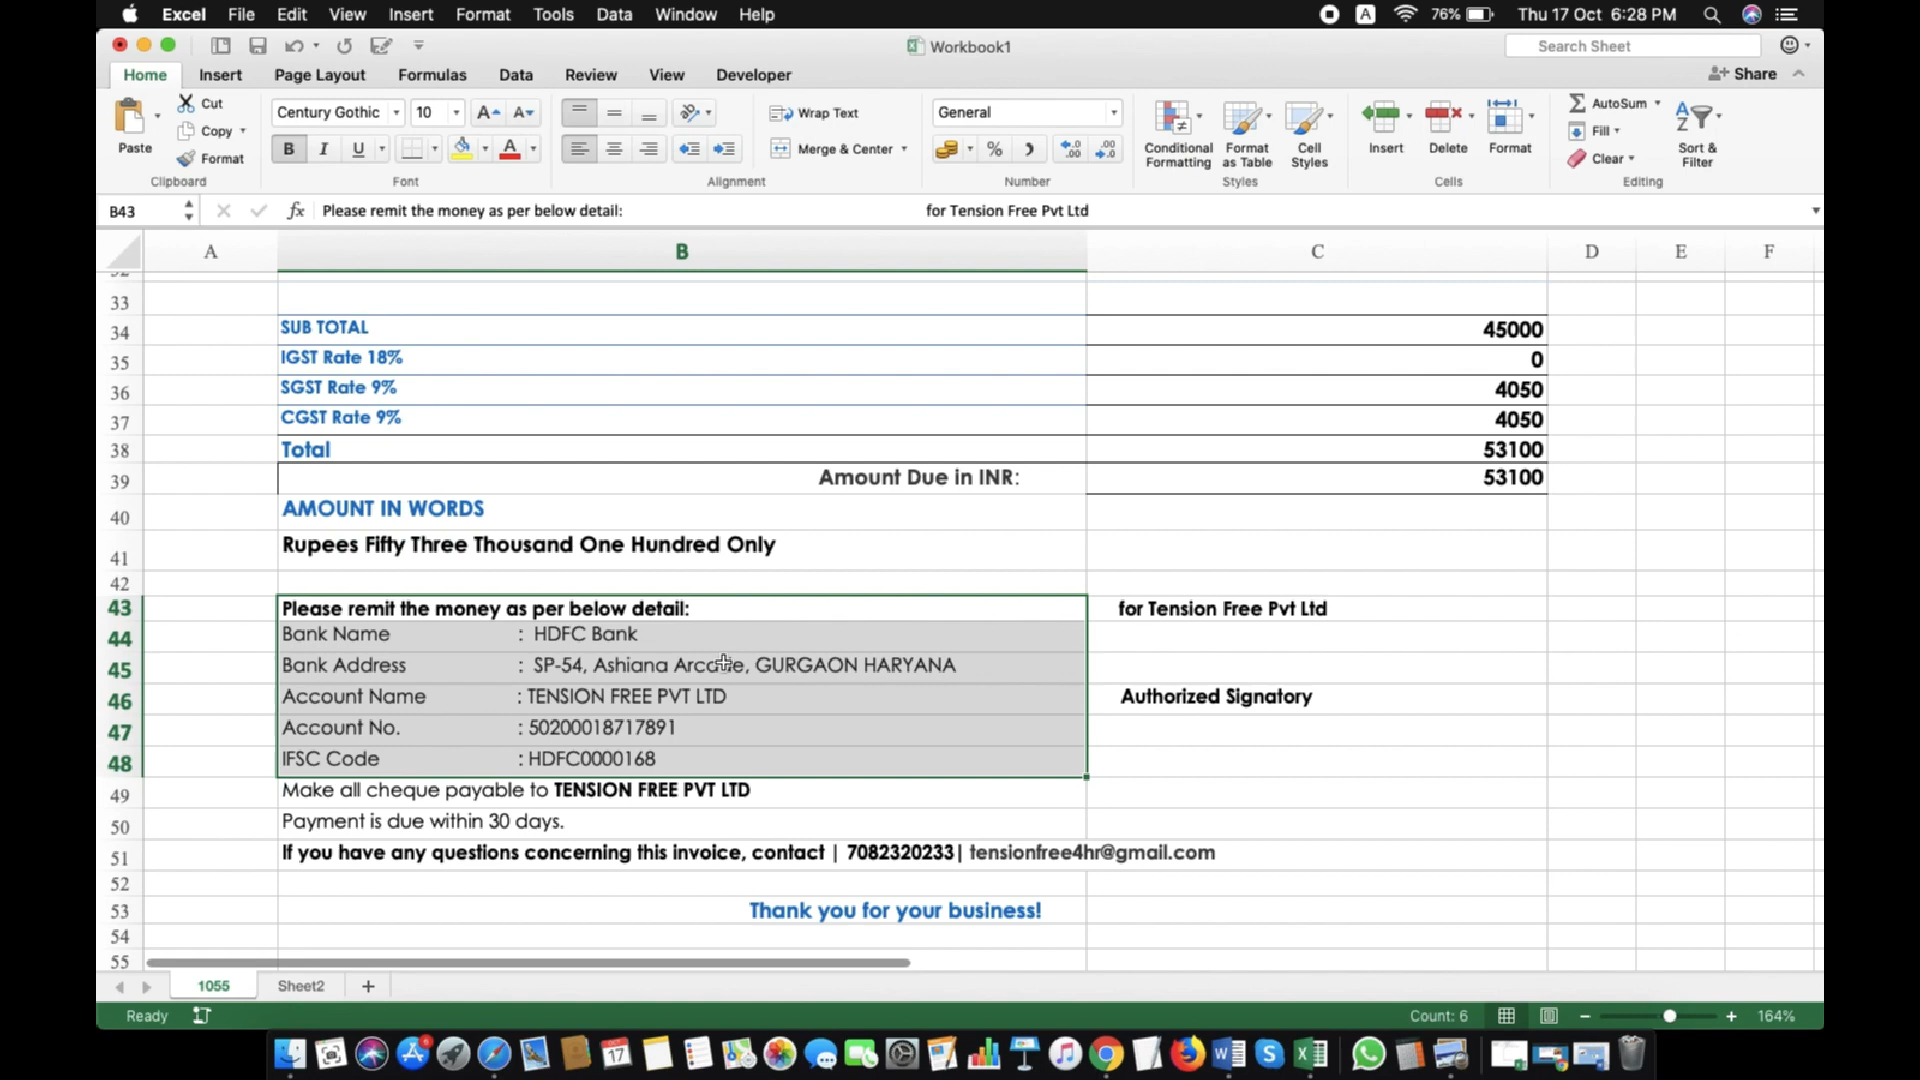 Excel File Edit View Insert Format Tools Data Window Help A 76% Thu 17 Oct 6:28 PM
Workbook1
Search Sheet
Home Insert Page Layout Formulas Data Review View Developer
Share
Paste
Cut
Copy
Format
Clipboard
Century Gothic 10
B I U
Font
Wrap Text
Merge & Center
Alignment
General
Number
Conditional Formatting
Format as Table
Cell Styles
Styles
Insert
Delete
Format
Cells
AutoSum
Fill
Clear
Sort & Filter
Editing
B43 fx Please remit the money as per below detail: for Tension Free Pvt Ltd
A B C D E F
33
34 SUB TOTAL 45000
35 IGST Rate 18% 0
36 SGST Rate 9% 4050
37 CGST Rate 9% 4050
38 Total 53100
39 Amount Due in INR: 53100
40 AMOUNT IN WORDS
41 Rupees Fifty Three Thousand One Hundred Only
42
43 Please remit the money as per below detail: for Tension Free Pvt Ltd
44 Bank Name : HDFC Bank
45 Bank Address : SP-54, Ashiana Arcade, GURGAON HARYANA
46 Account Name : TENSION FREE PVT LTD Authorized Signatory
47 Account No. : 50200018717891
48 IFSC Code : HDFC0000168
49 Make all cheque payable to TENSION FREE PVT LTD
50 Payment is due within 30 days.
51 If you have any questions concerning this invoice, contact | 7082320233| tensionfree4hr@gmail.com
52
53 Thank you for your business!
54
55
1055 Sheet2 +
Ready Count: 6 164%
17